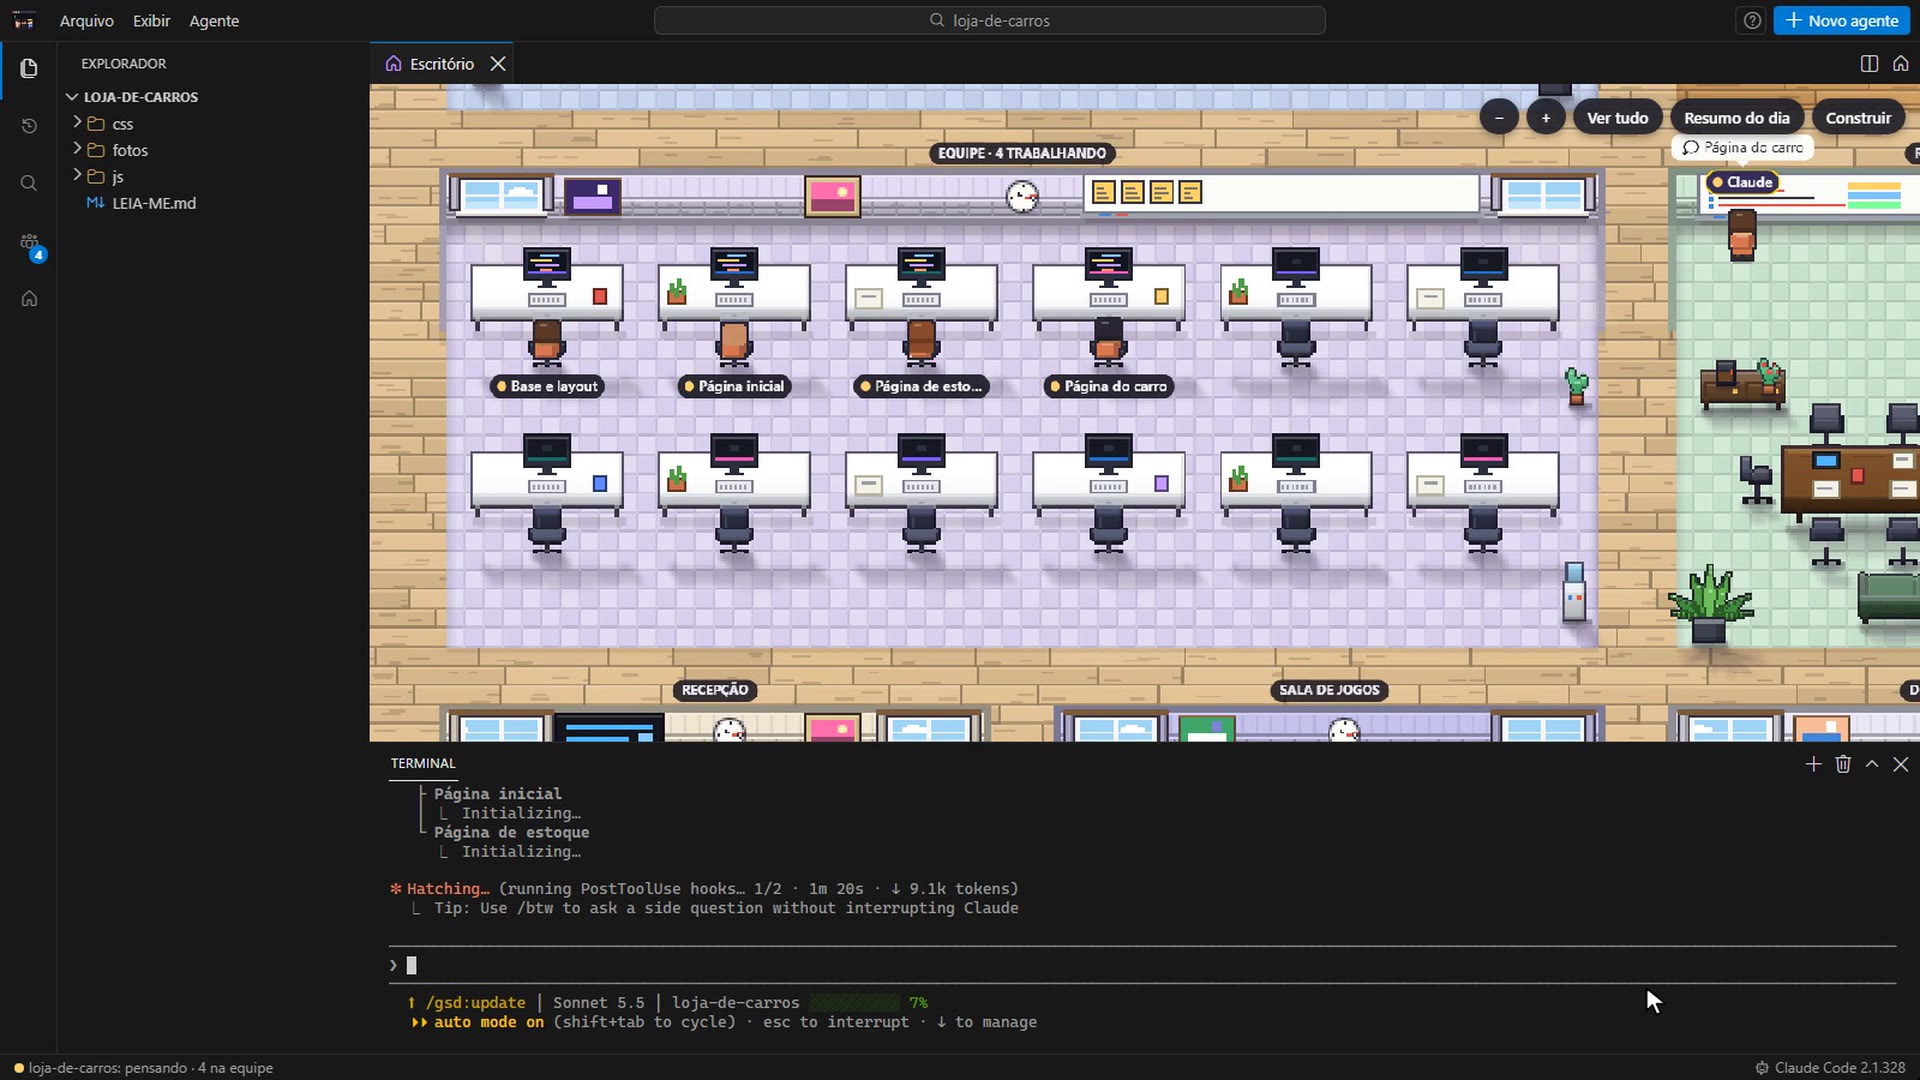 Arquivo Exibir Agente
loja-de-carros
Novo agente
EXPLORADOR
LOJA-DE-CARROS
css
fotos
js
LEIA-ME.md
4
Escritório
− + Ver tudo Resumo do dia Construir
EQUIPE · 4 TRABALHANDO
Página do carro
Claude
Base e layout
Página inicial
Página de esto...
Página do carro
RECEPÇÃO
SALA DE JOGOS
TERMINAL
├ Página inicial
│ ⎿ Initializing…
└ Página de estoque
⎿ Initializing…
✻ Hatching… (running PostToolUse hooks… 1/2 · 1m 20s · ↓ 9.1k tokens)
⎿ Tip: Use /btw to ask a side question without interrupting Claude
❯
↑ /gsd:update │ Sonnet 5.5 │ loja-de-carros ░░░░░░░░░░ 7%
⏵⏵ auto mode on (shift+tab to cycle) · esc to interrupt · ↓ to manage
loja-de-carros: pensando · 4 na equipe
Claude Code 2.1.328